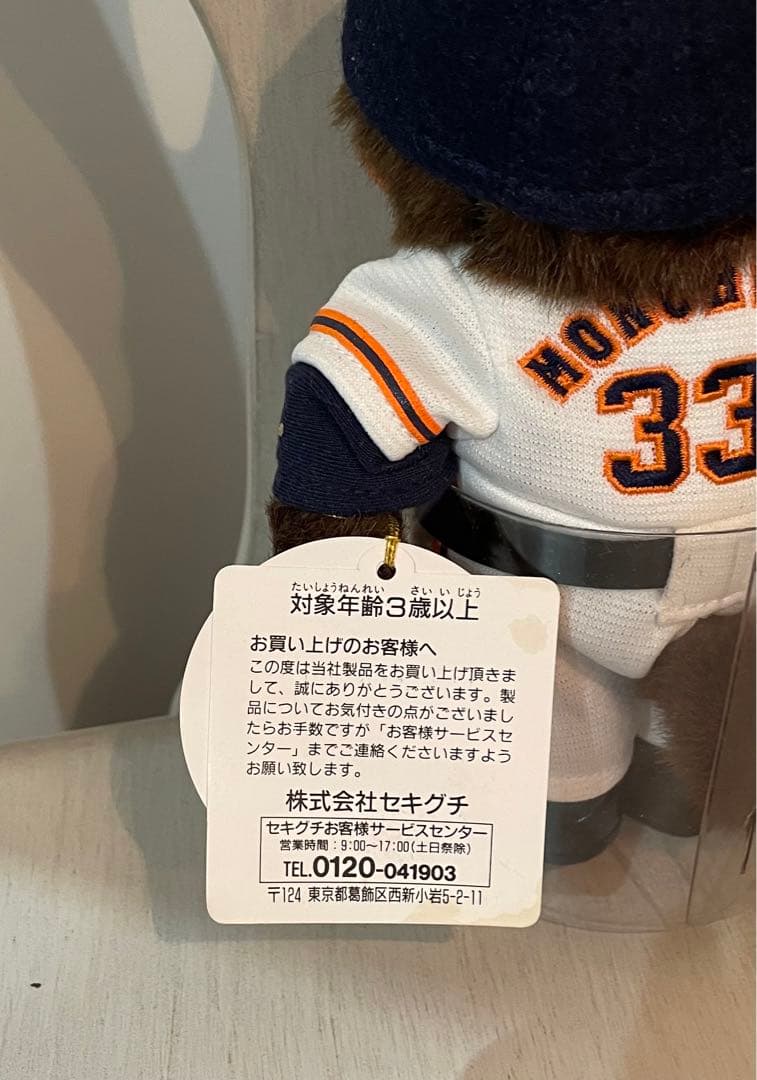 MONCH
33
たいしょうねんれい さい い じょう
対象年齢3歳以上
お買い上げのお客様へ
この度は当社製品をお買い上げ頂きま
して、誠にありがとうございます。製
品についてお気付きの点がございまし
たらお手数ですが「お客様サービスセ
ンター」までご連絡くださいますよう
お願い致します。
株式会社セキグチ
セキグチお客様サービスセンター
営業時間：9:00〜17:00(土日祭除)
TEL.0120-041903
〒124 東京都葛飾区西新小岩5-2-11